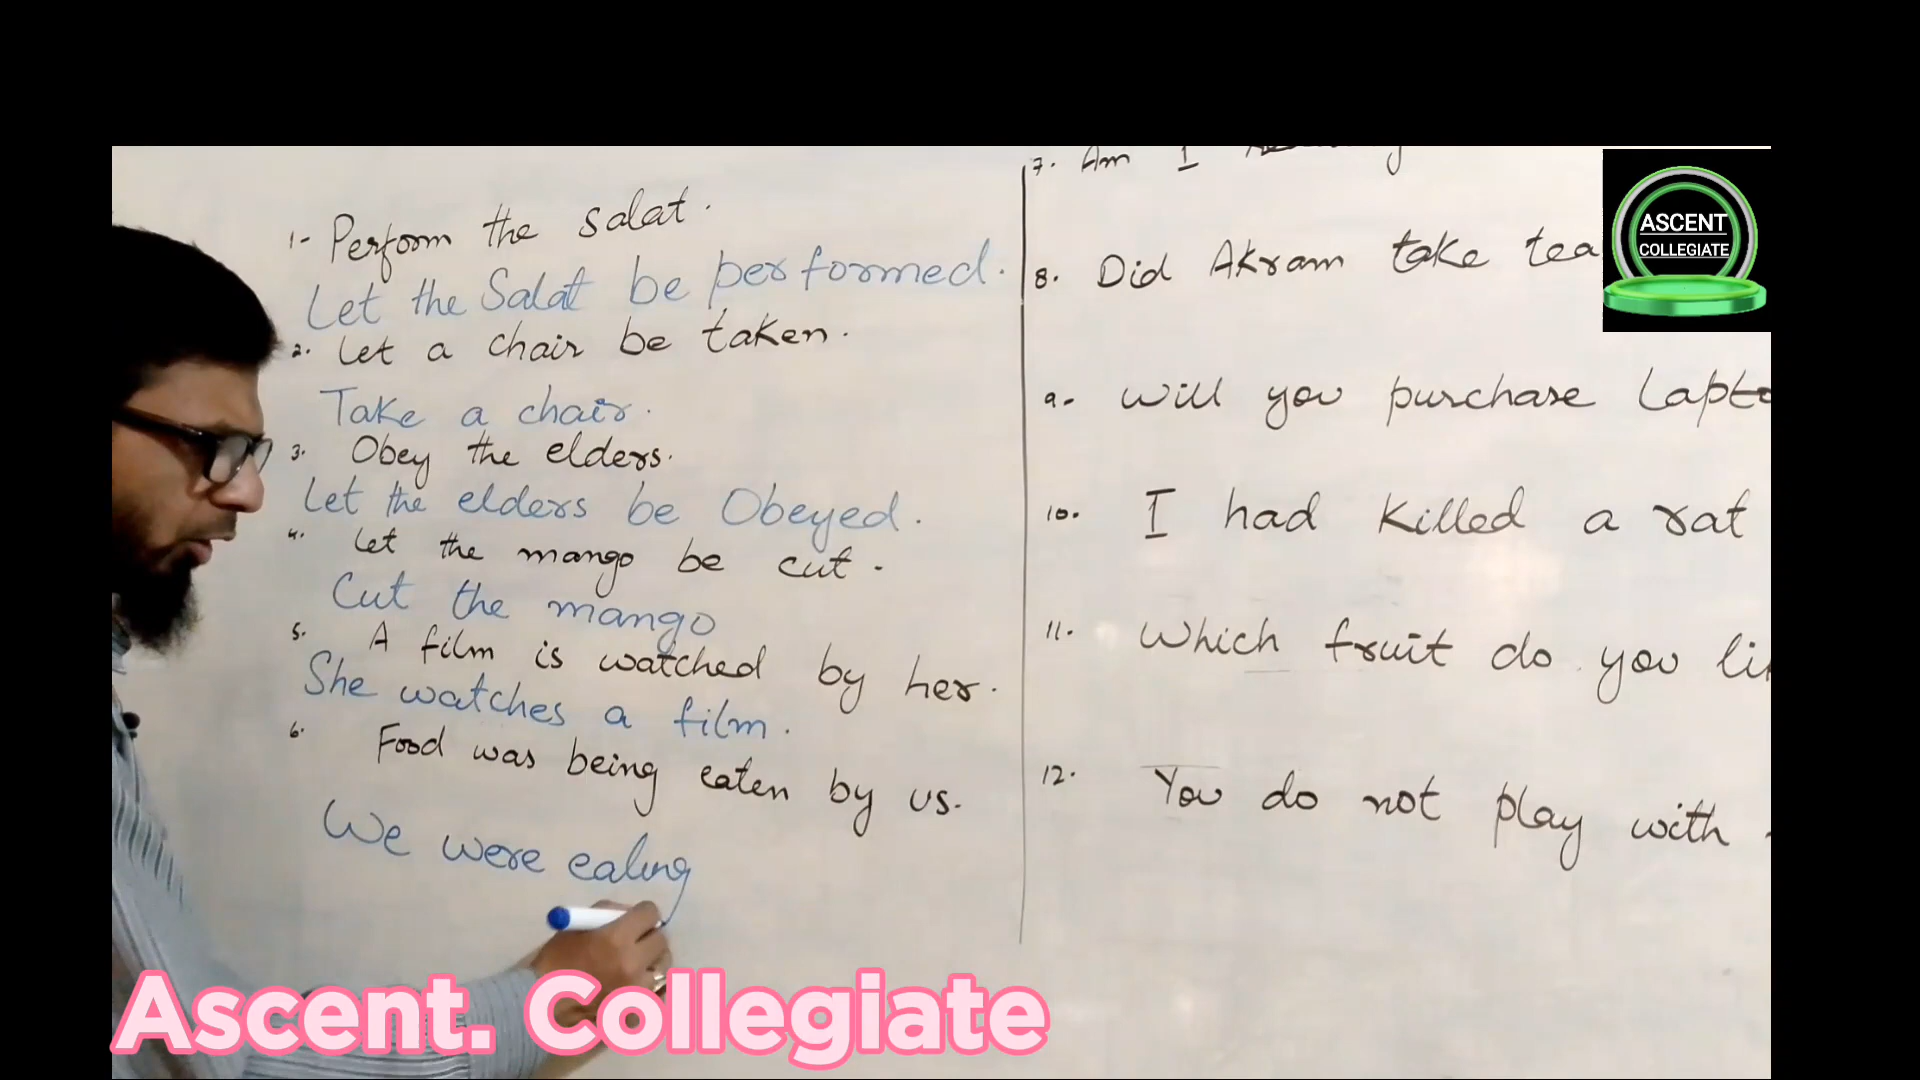 1- Perform the Salat.
Let the Salat be performed.
2. Let a chair be taken.
Take a chair.
3. Obey the elders.
Let the elders be Obeyed.
4. Let the mango be cut.
Cut the mango
5. A film is watched by her.
She watches a film.
6. Food was being eaten by us.
We were eating
7. Am I
8. Did Akram take tea
9. Will you purchase Lapto
10. I had killed a rat
11. Which fruit do you li
12. You do not play with
ASCENT
COLLEGIATE
Ascent. Collegiate